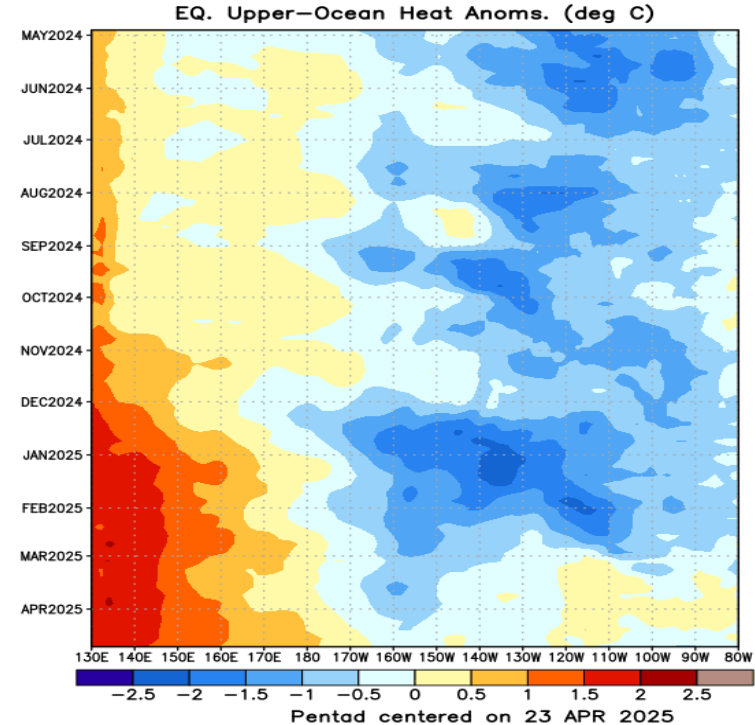 EQ. Upper-Ocean Heat Anoms. (deg C)
MAY2024
JUN2024
JUL2024
AUG2024
SEP2024
OCT2024
NOV2024
DEC2024
JAN2025
FEB2025
MAR2025
APR2025
130E 140E 150E 160E 170E 180 170W 160W 150W 140W 130W 120W 110W 100W 90W 80W
-2.5 -2 -1.5 -1 -0.5 0 0.5 1 1.5 2 2.5
Pentad centered on 23 APR 2025